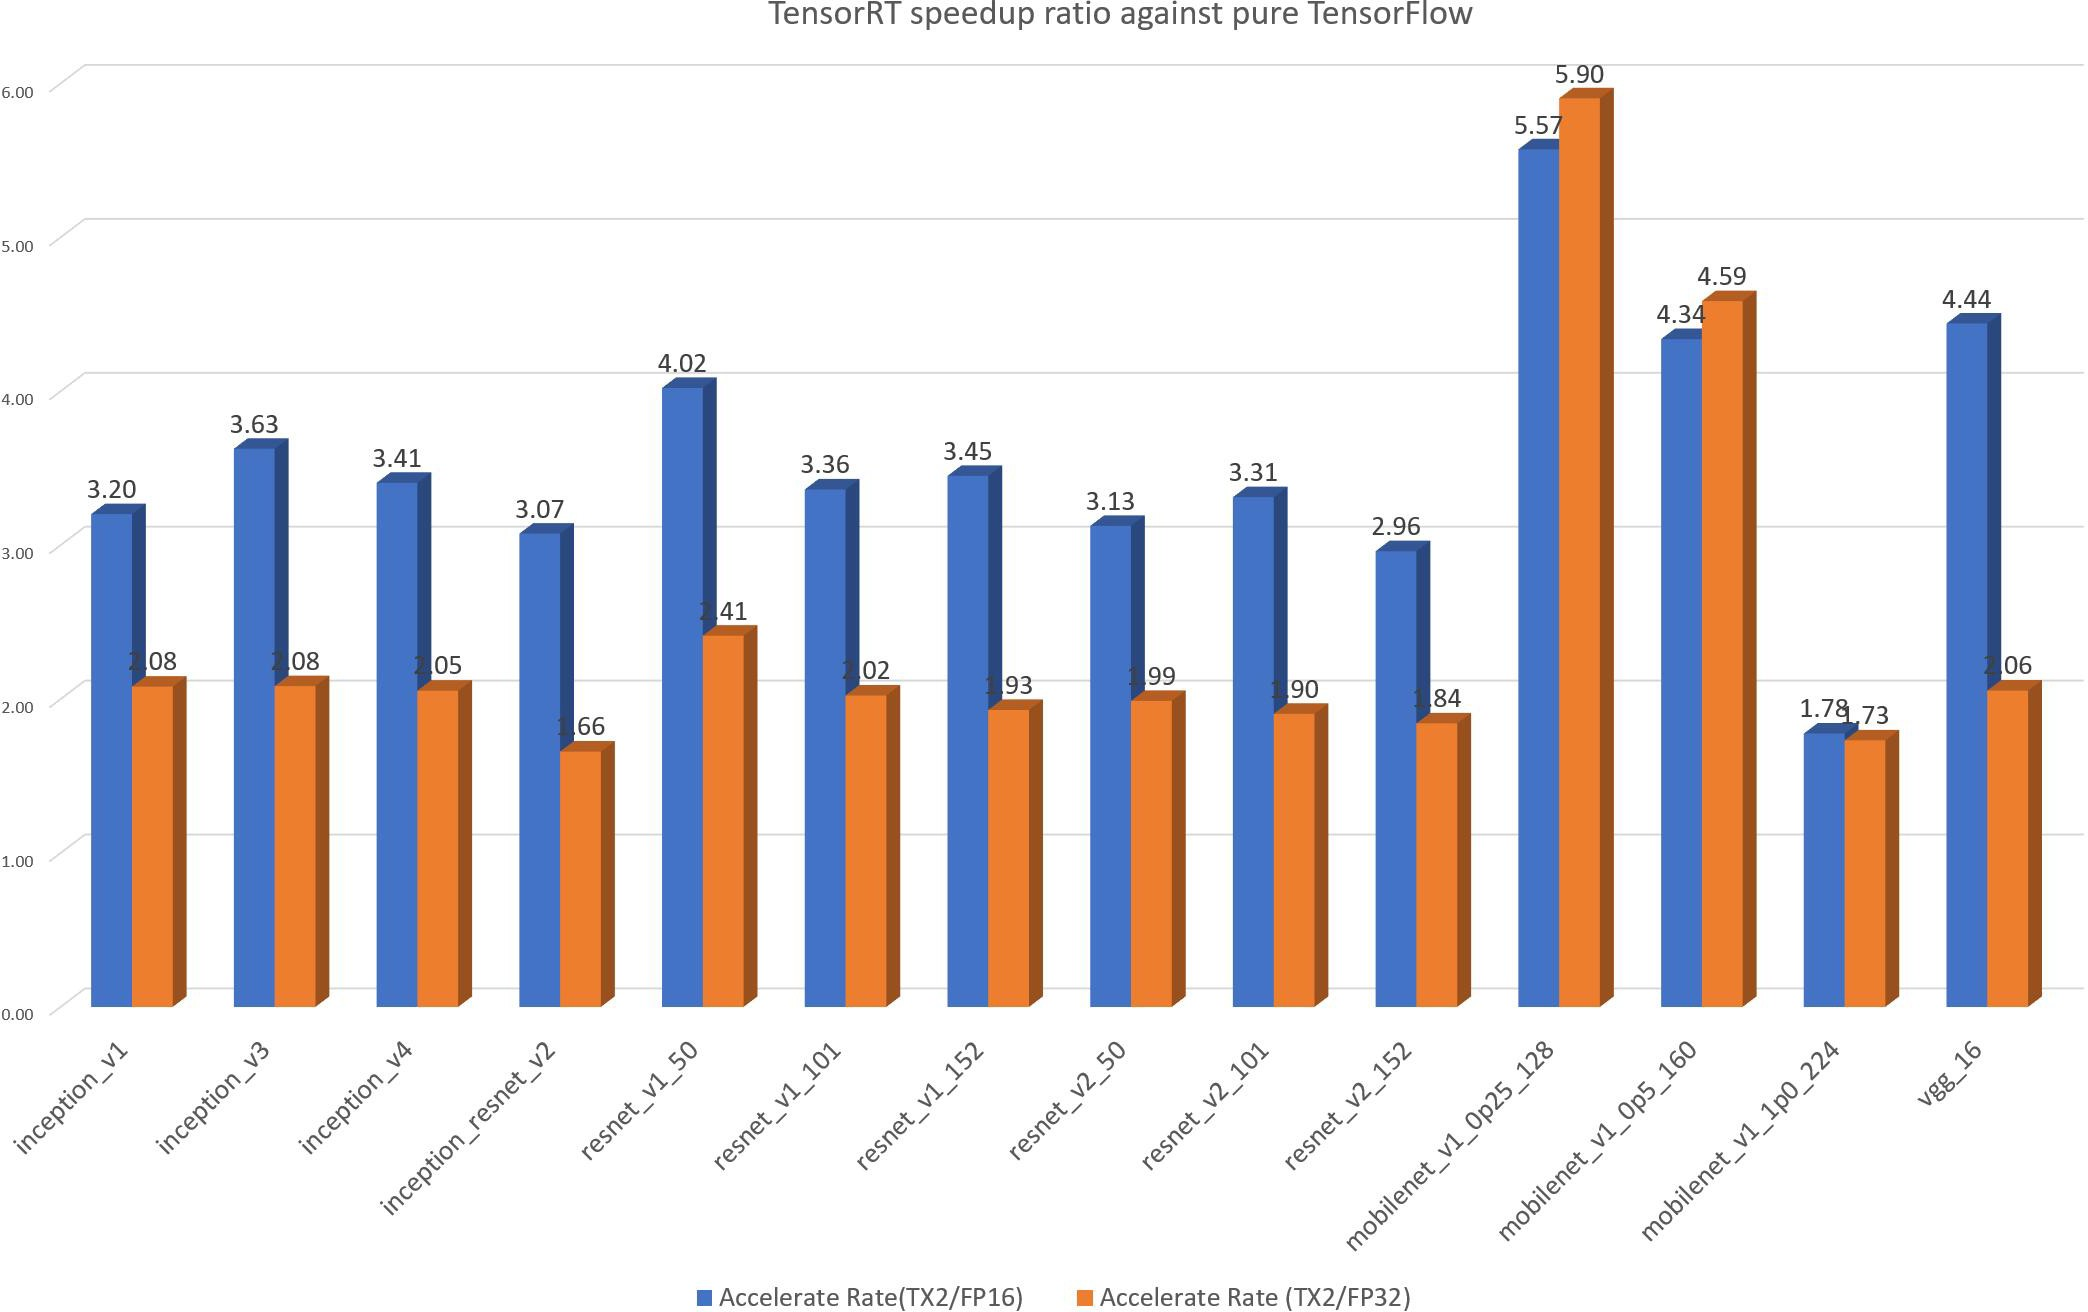 TensorRT speedup ratio against pure TensorFlow
6.00
5.00
4.00
3.00
2.00
1.00
0.00
3.20
2.08
3.63
2.08
3.41
2.05
3.07
1.66
4.02
2.41
3.36
2.02
3.45
1.93
3.13
1.99
3.31
1.90
2.96
1.84
5.57
5.90
4.34
4.59
1.78
1.73
4.44
2.06
inception_v1
inception_v3
inception_v4
inception_resnet_v2
resnet_v1_50
resnet_v1_101
resnet_v1_152
resnet_v2_50
resnet_v2_101
resnet_v2_152
mobilenet_v1_0p25_128
mobilenet_v1_0p5_160
mobilenet_v1_1p0_224
vgg_16
Accelerate Rate(TX2/FP16)
Accelerate Rate (TX2/FP32)